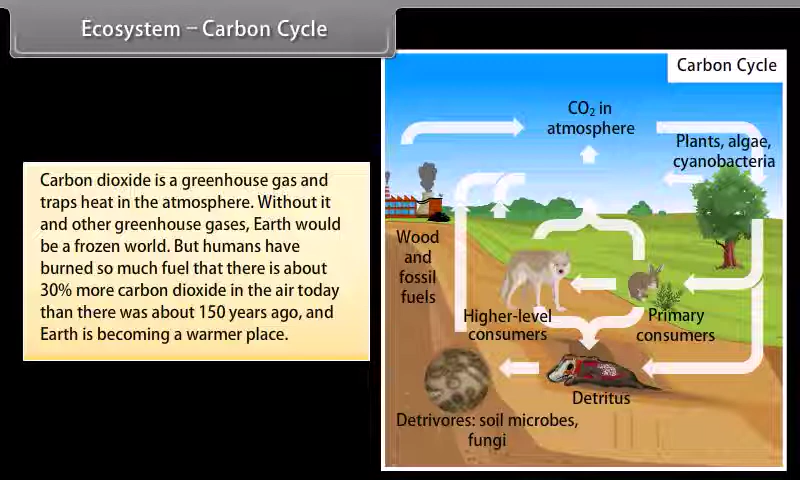 Ecosystem – Carbon Cycle
Carbon Cycle
Carbon dioxide is a greenhouse gas and
traps heat in the atmosphere. Without it
and other greenhouse gases, Earth would
be a frozen world. But humans have
burned so much fuel that there is about
30% more carbon dioxide in the air today
than there was about 150 years ago, and
Earth is becoming a warmer place.
CO₂ in
atmosphere
Plants, algae,
cyanobacteria
Wood
and
fossil
fuels
Higher-level
consumers
Primary
consumers
Detritus
Detrivores: soil microbes,
fungi